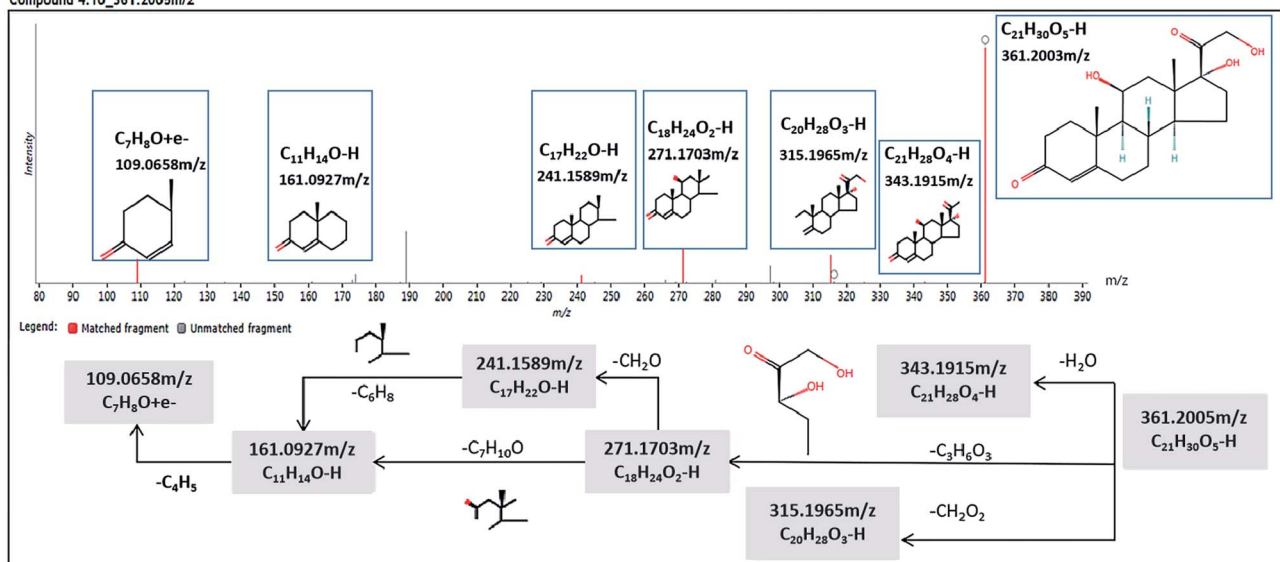 Compound 4.10_361.2005m/z
C₂₁H₃₀O₅-H
361.2003m/z
O
OH
OH
HO
H
H
H
O
C₇H₈O+e-
109.0658m/z
C₁₁H₁₄O-H
161.0927m/z
C₁₇H₂₂O-H
241.1589m/z
C₁₈H₂₄O₂-H
271.1703m/z
C₂₀H₂₈O₃-H
315.1965m/z
C₂₁H₂₈O₄-H
343.1915m/z
Intensity
80 90 100 110 120 130 140 150 160 170 180 190 200 210 220 230 240 250 260 270 280 290 300 310 320 330 340 350 360 370 380 390 m/z
m/z
Legend: Matched fragment Unmatched fragment
109.0658m/z
C₇H₈O+e-
-C₆H₈
241.1589m/z
C₁₇H₂₂O-H
-CH₂O
O
OH
OH
343.1915m/z
C₂₁H₂₈O₄-H
-H₂O
361.2005m/z
C₂₁H₃₀O₅-H
-C₄H₅
161.0927m/z
C₁₁H₁₄O-H
-C₇H₁₀O
271.1703m/z
C₁₈H₂₄O₂-H
-C₃H₆O₃
315.1965m/z
C₂₀H₂₈O₃-H
-CH₂O₂